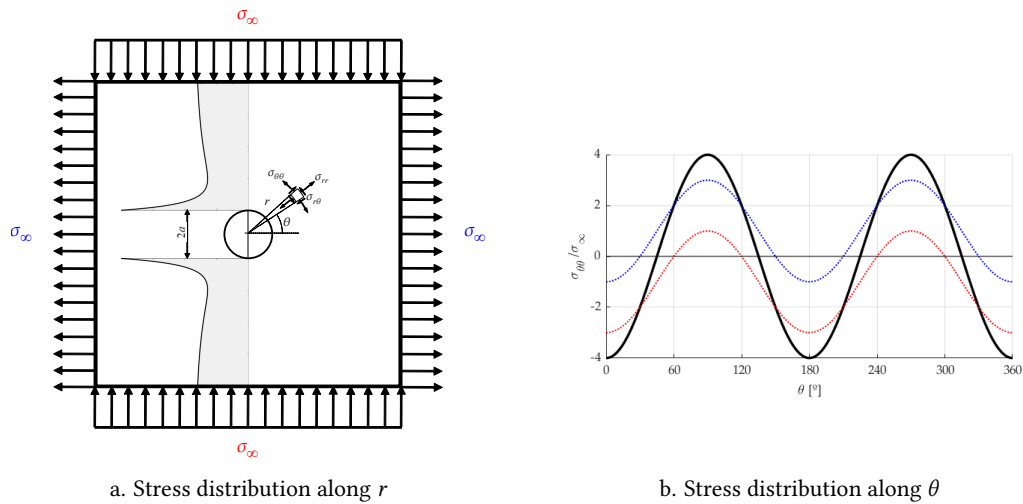 σ∞
σθθ
σrr
r
σrθ
θ
2a
σ∞
σ∞
σ∞
a. Stress distribution along r
σθθ/σ∞
4
2
0
-2
-4
0
60
120
180
240
300
360
θ [º]
b. Stress distribution along θ